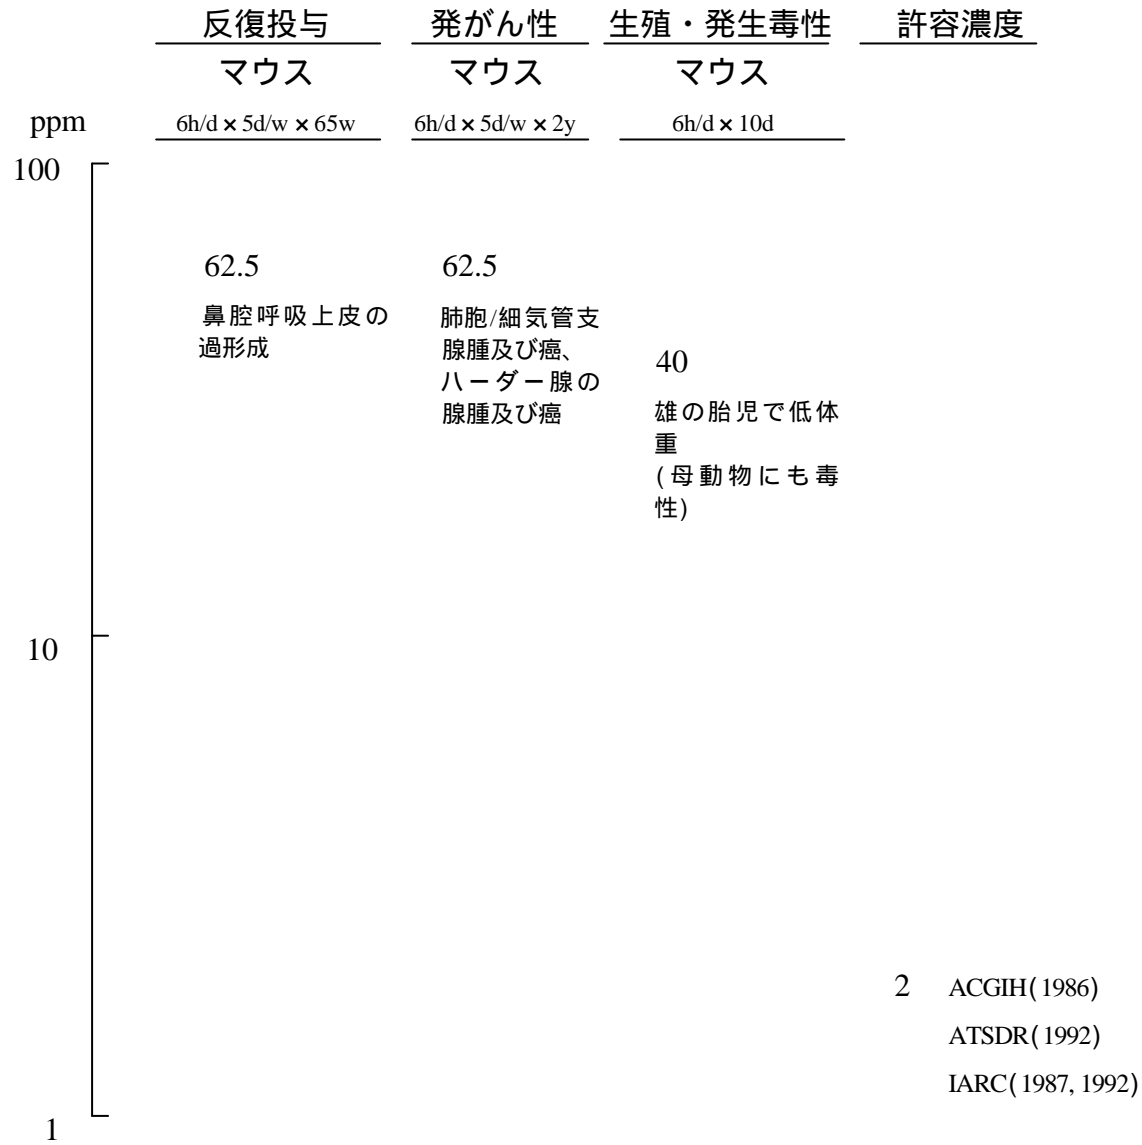 反復投与 発がん性 生殖・発生毒性 許容濃度
マウス マウス マウス
ppm 6h/d×5d/w×65w 6h/d×5d/w×2y 6h/d×10d
100
62.5
鼻腔呼吸上皮の
過形成
62.5
肺胞/細気管支
腺腫及び癌、
ハーダー腺の
腺腫及び癌
40
雄の胎児で低体
重
(母動物にも毒
性)
10
2 ACGIH(1986)
ATSDR(1992)
IARC(1987, 1992)
1